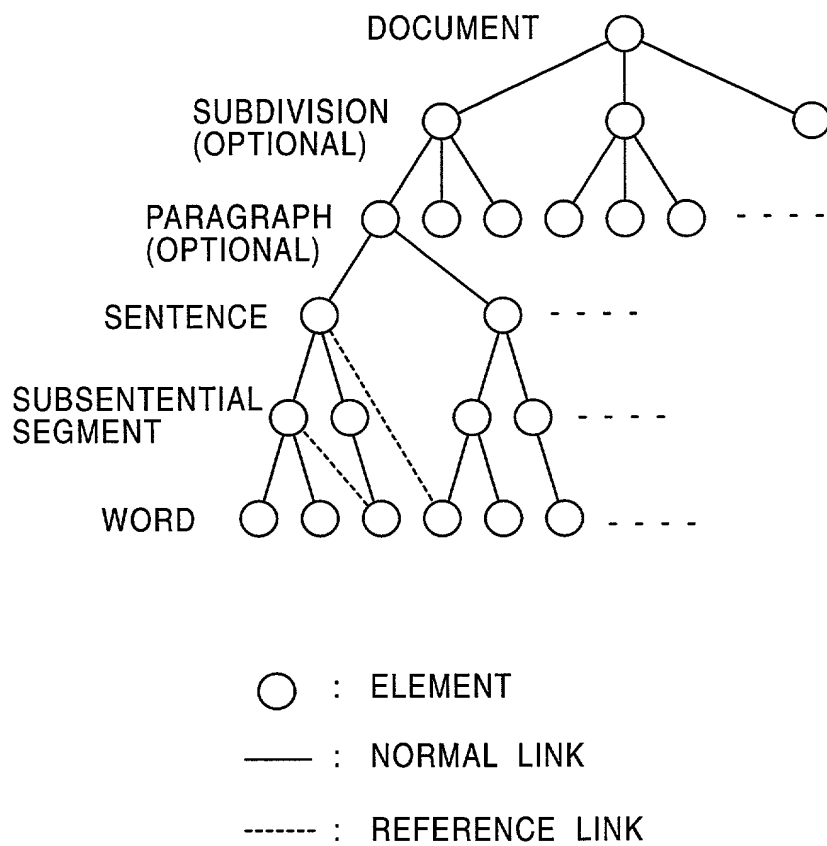 DOCUMENT
SUBDIVISION
(OPTIONAL)
PARAGRAPH
(OPTIONAL)
SENTENCE
SUBSENTENTIAL
SEGMENT
WORD
: ELEMENT
: NORMAL LINK
: REFERENCE LINK